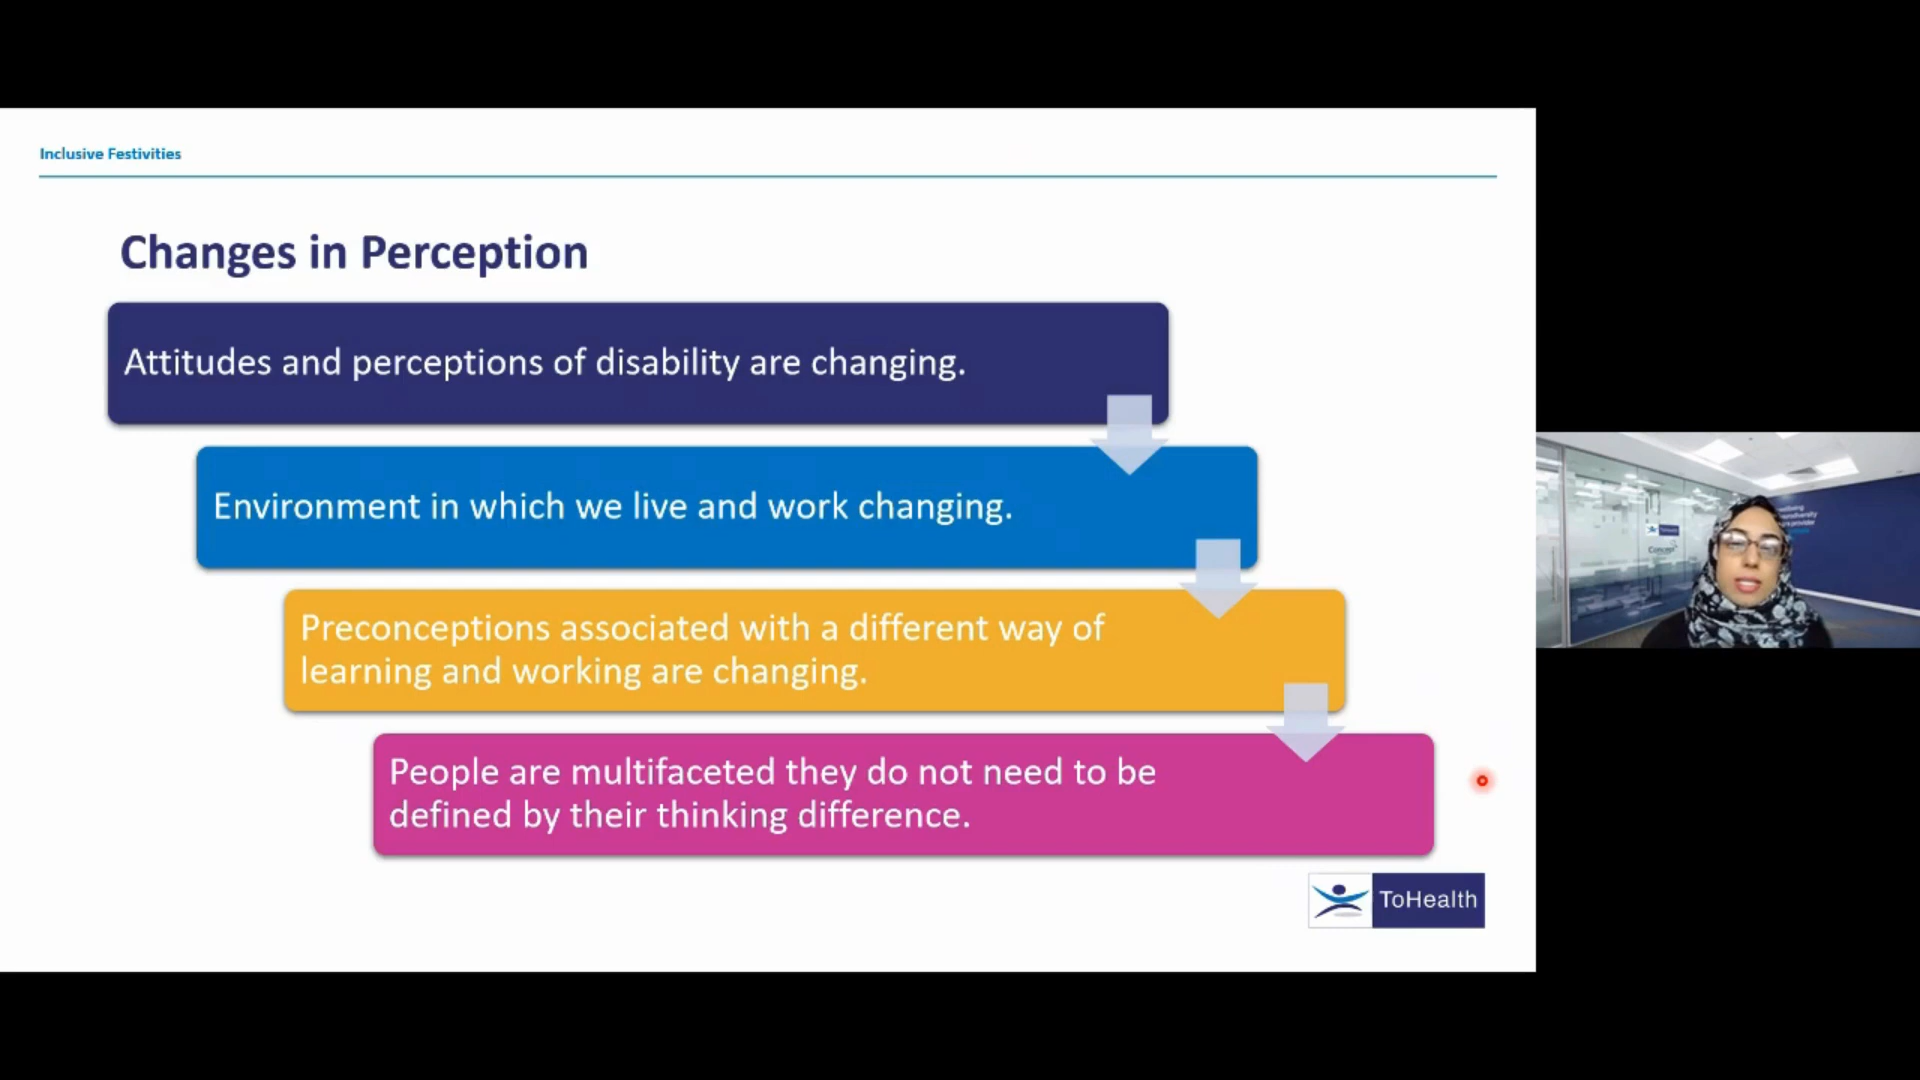 Inclusive Festivities
Changes in Perception
Attitudes and perceptions of disability are changing.
Environment in which we live and work changing.
Preconceptions associated with a different way of
learning and working are changing.
People are multifaceted they do not need to be
defined by their thinking difference.
ToHealth